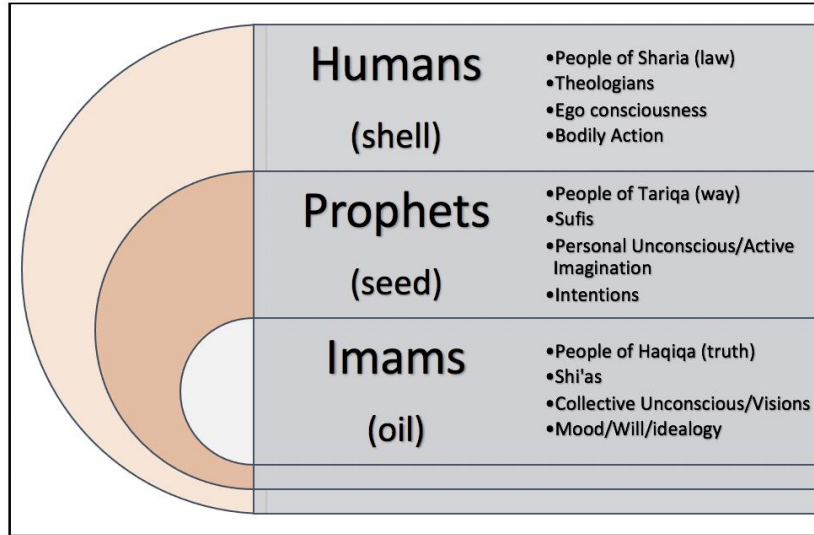 Humans
(shell)
•People of Sharia (law)
•Theologians
•Ego consciousness
•Bodily Action
Prophets
(seed)
•People of Tariqa (way)
•Sufis
•Personal Unconscious/Active
Imagination
•Intentions
Imams
(oil)
•People of Haqiqa (truth)
•Shi'as
•Collective Unconscious/Visions
•Mood/Will/idealogy